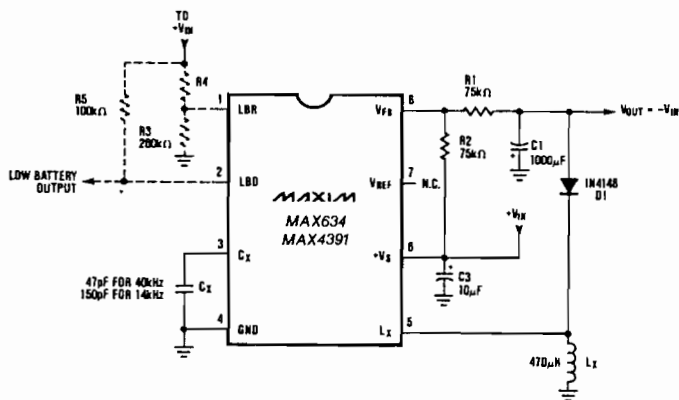 TO
+VIN
R5
100kΩ
R4
R3
280kΩ
LOW BATTERY
OUTPUT
1
LBR
2
LBD
3
CX
4
GND
47pF FOR 40kHz
150pF FOR 14kHz
CX
MAXIM
MAX634
MAX4391
VFB
8
VREF
7
N.C.
+VS
6
LX
5
R1
75kΩ
R2
75kΩ
C1
1000µF
VOUT = -VIN
1N4148
D1
+VIN
C3
10µF
470µH
LX